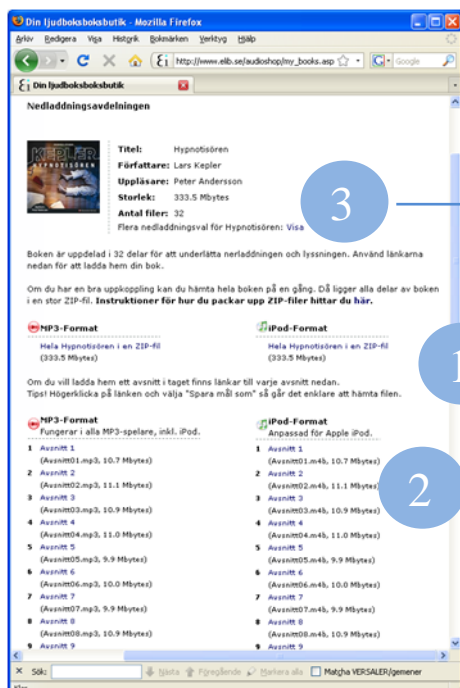 Din ljudboksboksbutik - Mozilla Firefox
Arkiv Redigera Visa Historik Bokmärken Verktyg Hjälp
http://www.elib.se/audioshop/my_books.asp Google
Din ljudboksboksbutik
Nedladdningsavdelningen
KEPLER
HYPNOTISÖREN
Titel: Hypnotisören
Författare: Lars Kepler
Uppläsare: Peter Andersson
Storlek: 333.5 Mbytes
Antal filer: 32
Flera nedladdningsval för Hypnotisören: Visa
3
Boken är uppdelad i 32 delar för att underlätta nerladdningen och lyssningen. Använd länkarna
nedan för att ladda hem din bok.
Om du har en bra uppkoppling kan du hämta hela boken på en gång. Då ligger alla delar av boken
i en stor ZIP-fil. Instruktioner för hur du packar upp ZIP-filer hittar du här.
MP3-Format iPod-Format
Hela Hypnotisören i en ZIP-fil Hela Hypnotisören i en ZIP-fil
(333.5 Mbytes) (333.5 Mbytes)
1
Om du vill ladda hem ett avsnitt i taget finns länkar till varje avsnitt nedan.
Tips! Högerklicka på länken och välja "Spara mål som" så går det enklare att hämta filen.
MP3-Format iPod-Format
Fungerar i alla MP3-spelare, inkl. iPod. Anpassad för Apple iPod.
1 Avsnitt 1 1 Avsnitt 1
(Avsnitt01.mp3, 10.7 Mbytes) (Avsnitt01.m4b, 10.7 Mbytes)
2 Avsnitt 2 2 Avsnitt 2
(Avsnitt02.mp3, 11.1 Mbytes) (Avsnitt02.m4b, 11.1 Mbytes)
2
3 Avsnitt 3 3 Avsnitt 3
(Avsnitt03.mp3, 10.9 Mbytes) (Avsnitt03.m4b, 10.9 Mbytes)
4 Avsnitt 4 4 Avsnitt 4
(Avsnitt04.mp3, 11.0 Mbytes) (Avsnitt04.m4b, 11.0 Mbytes)
5 Avsnitt 5 5 Avsnitt 5
(Avsnitt05.mp3, 9.9 Mbytes) (Avsnitt05.m4b, 9.9 Mbytes)
6 Avsnitt 6 6 Avsnitt 6
(Avsnitt06.mp3, 10.0 Mbytes) (Avsnitt06.m4b, 10.0 Mbytes)
7 Avsnitt 7 7 Avsnitt 7
(Avsnitt07.mp3, 9.9 Mbytes) (Avsnitt07.m4b, 9.9 Mbytes)
8 Avsnitt 8 8 Avsnitt 8
(Avsnitt08.mp3, 10.9 Mbytes) (Avsnitt08.m4b, 10.9 Mbytes)
9 Avsnitt 9 9 Avsnitt 9
Sök: Nästa Föregående Markera alla Matcha VERSALER/gemener